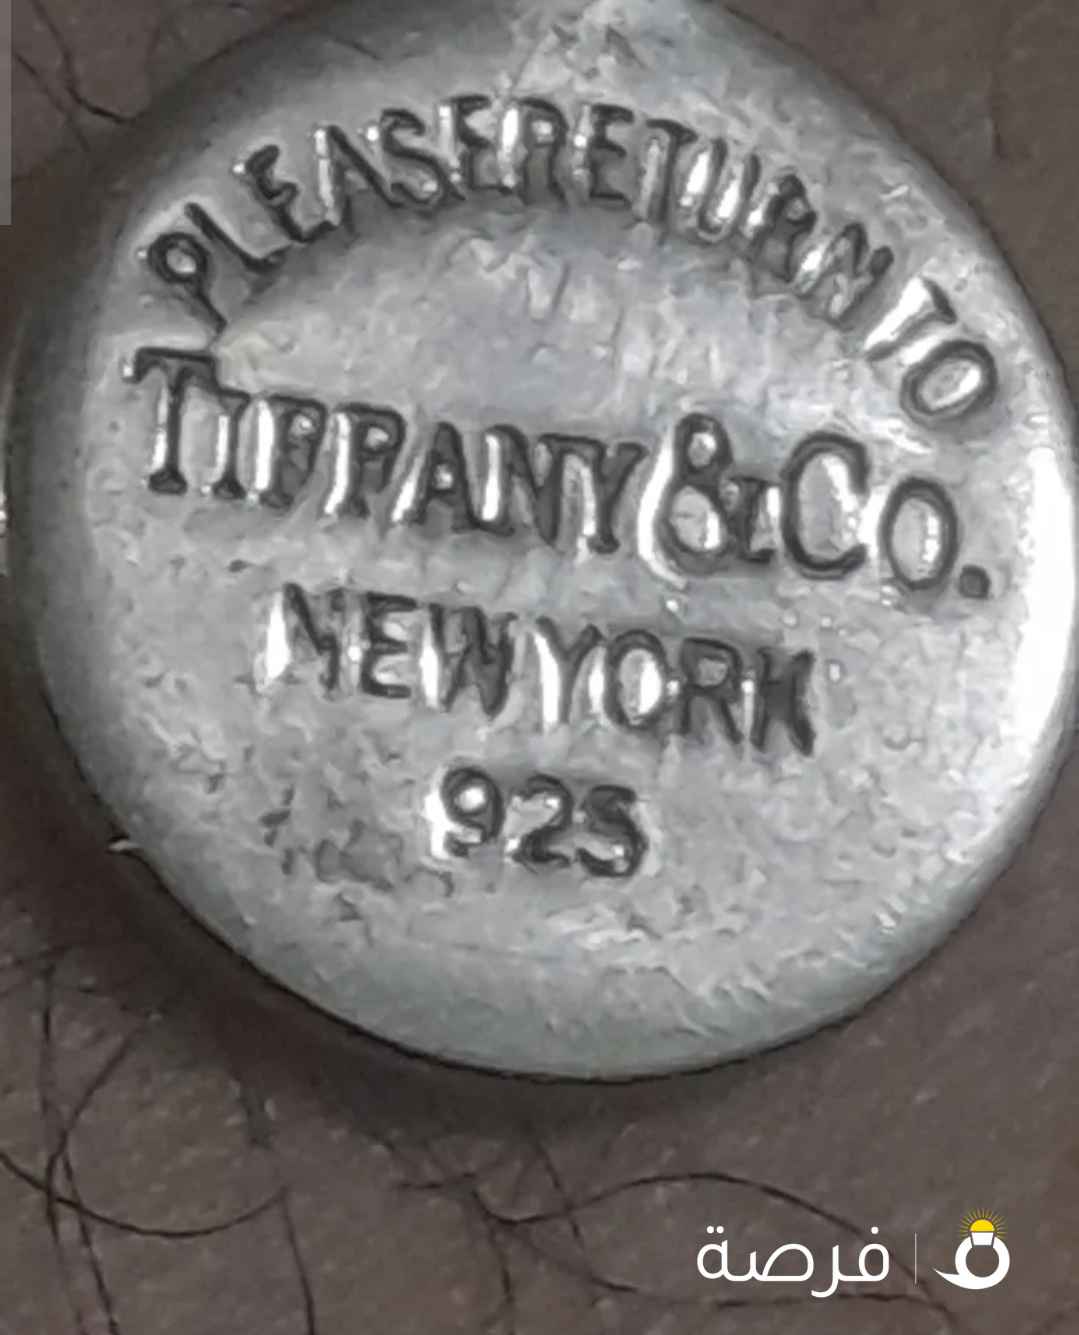 PLEASE RETURN TO
TIFFANY & CO.
NEW YORK
925
فرصة